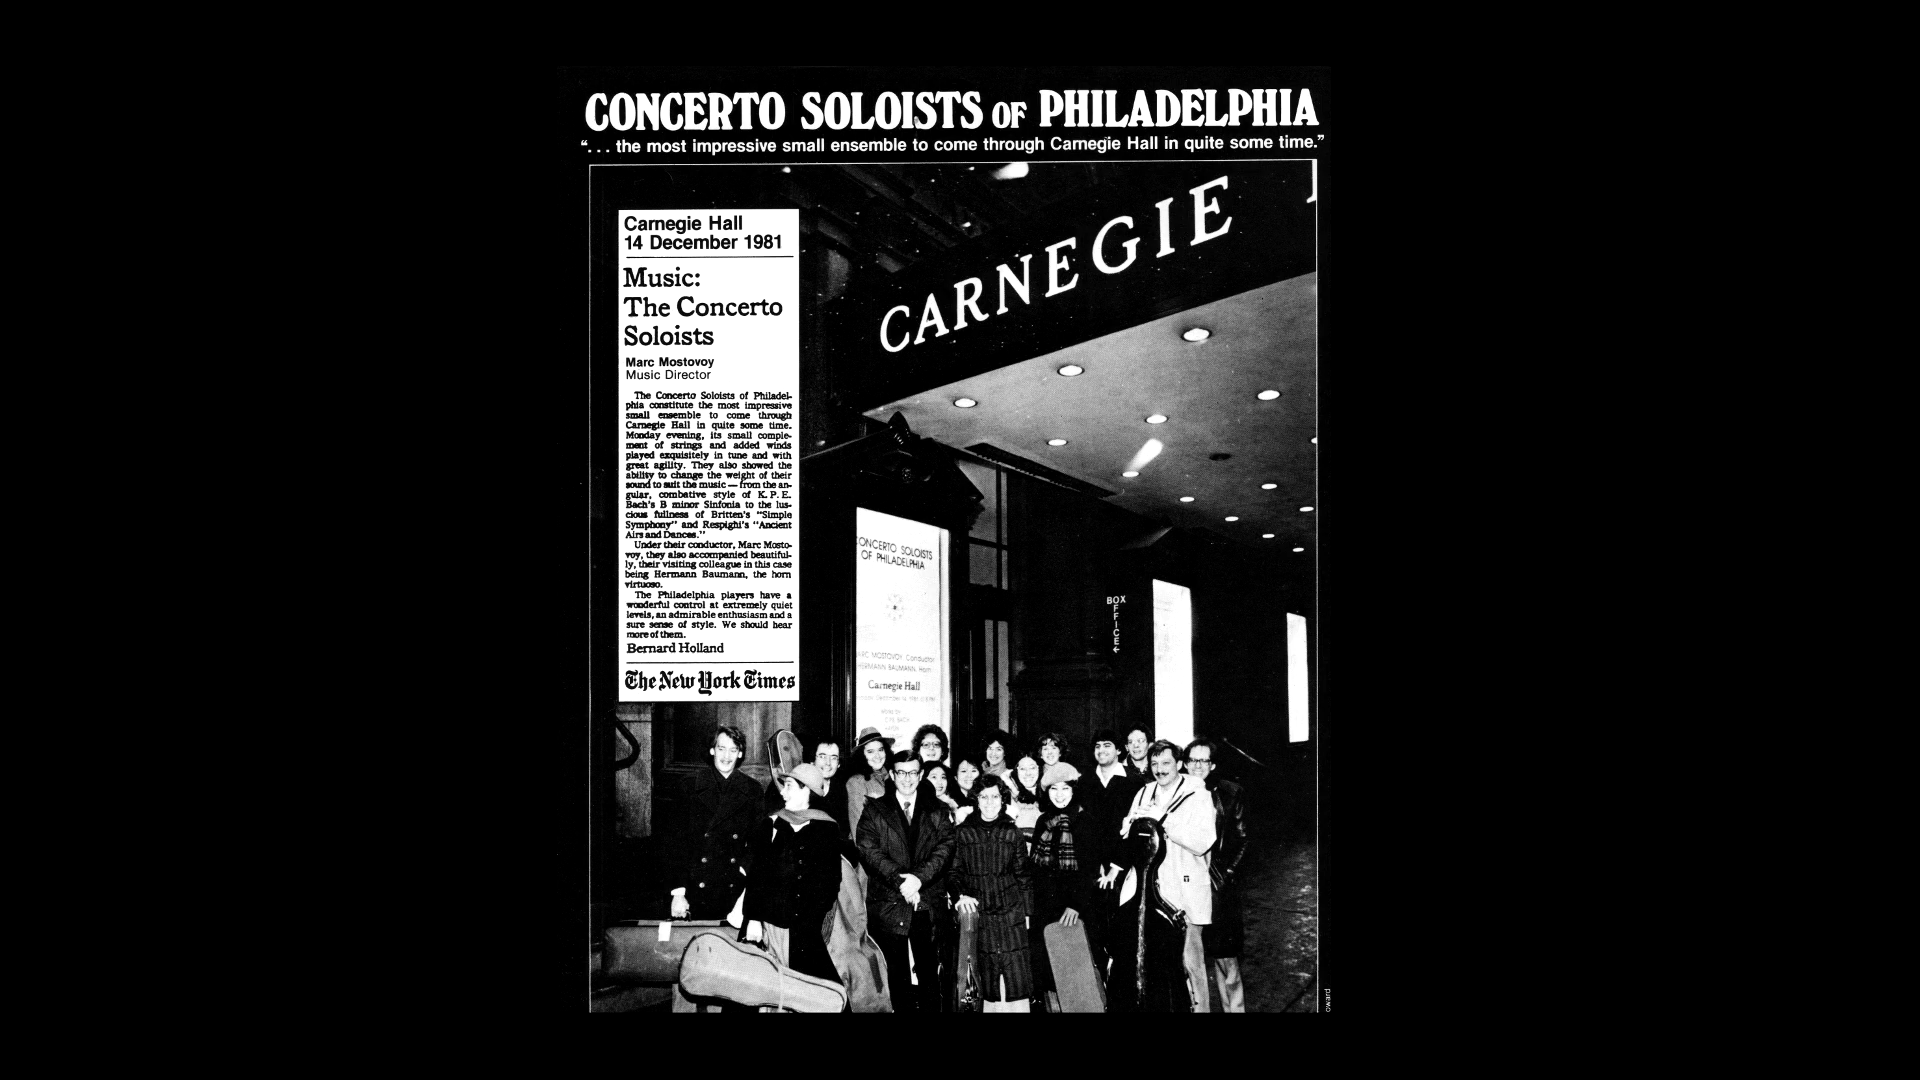 CONCERTO SOLOISTS OF PHILADELPHIA
“. . . the most impressive small ensemble to come through Carnegie Hall in quite some time.”
Carnegie Hall
14 December 1981
Music:
The Concerto
Soloists
Marc Mostovoy
Music Director
The Concerto Soloists of Philadel-
phia constitute the most impressive
small ensemble to come through
Carnegie Hall in quite some time.
Monday evening, its small comple-
ment of strings and added winds
played exquisitely in tune and with
great agility. They also showed the
ability to change the weight of their
sound to suit the music — from the an-
gular, combative style of K. P. E.
Bach's B minor Sinfonia to the lus-
cious fullness of Britten's “Simple
Symphony” and Respighi's “Ancient
Airs and Dances.”
Under their conductor, Marc Mosto-
voy, they also accompanied beautiful-
ly, their visiting colleague in this case
being Hermann Baumann, the horn
virtuoso.
The Philadelphia players have a
wonderful control at extremely quiet
levels, an admirable enthusiasm and a
sure sense of style. We should hear
more of them.
Bernard Holland
The New York Times
CARNEGIE
CONCERTO SOLOISTS
OF PHILADELPHIA
MARC MOSTOVOY, Conductor
HERMANN BAUMANN, Horn
Carnegie Hall
BOX
OFFICE